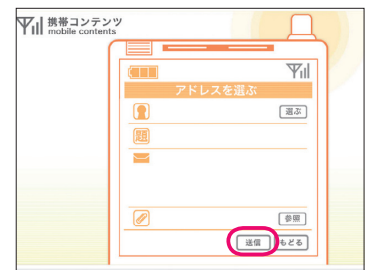 携帯コンテンツ
mobile contents
アドレスを選ぶ
選ぶ
題
参照
送信 もどる